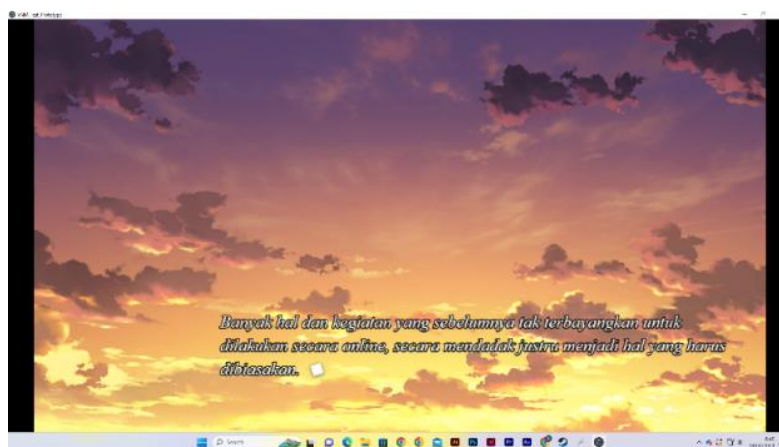 Banyak hal dan kegiatan yang sebelumnya tak terbayangkan untuk
dilakukan secara online, secara mendadak justru menjadi hal yang harus
dibiasakan.
Search